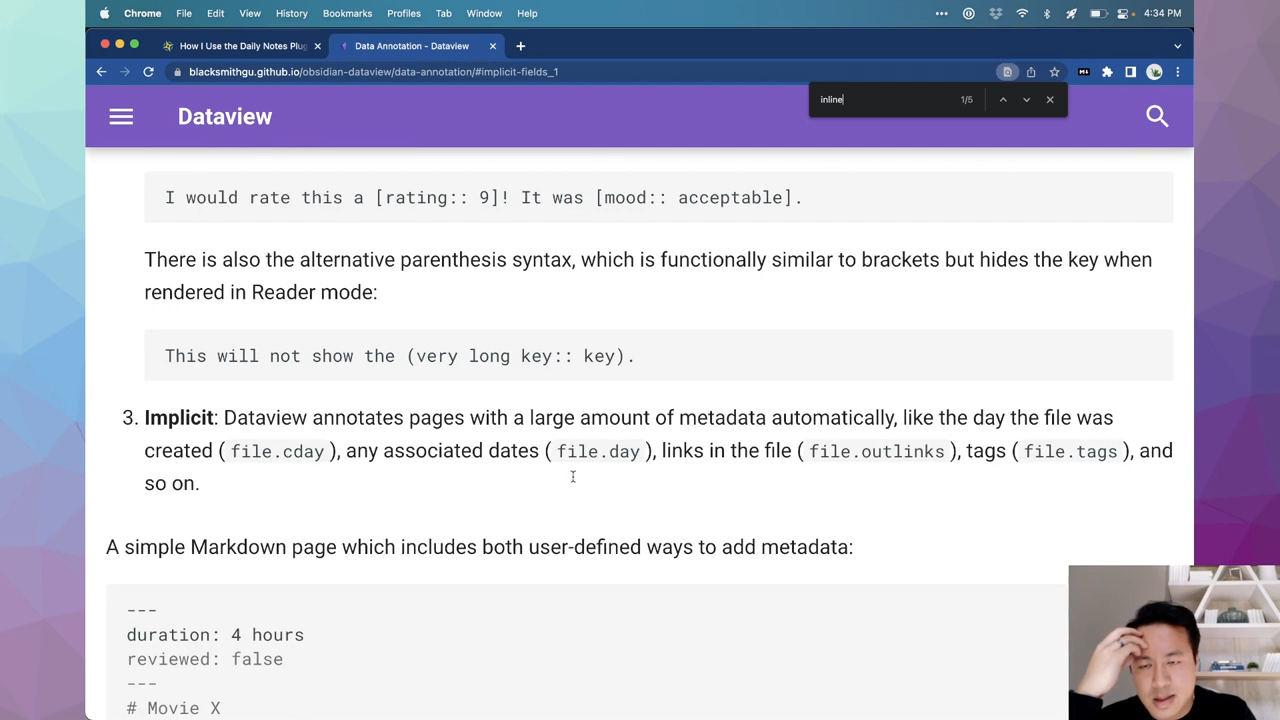 Chrome File Edit View History Bookmarks Profiles Tab Window Help 4:34 PM
How I Use the Daily Notes Plug
Data Annotation - Dataview
blacksmithgu.github.io/obsidian-dataview/data-annotation/#implicit-fields_1
inline 1/5
Dataview
I would rate this a [rating:: 9]! It was [mood:: acceptable].
There is also the alternative parenthesis syntax, which is functionally similar to brackets but hides the key when
rendered in Reader mode:
This will not show the (very long key:: key).
3. Implicit: Dataview annotates pages with a large amount of metadata automatically, like the day the file was
created ( file.cday ), any associated dates ( file.day ), links in the file ( file.outlinks ), tags ( file.tags ), and
so on.
A simple Markdown page which includes both user-defined ways to add metadata:
---
duration: 4 hours
reviewed: false
---
# Movie X